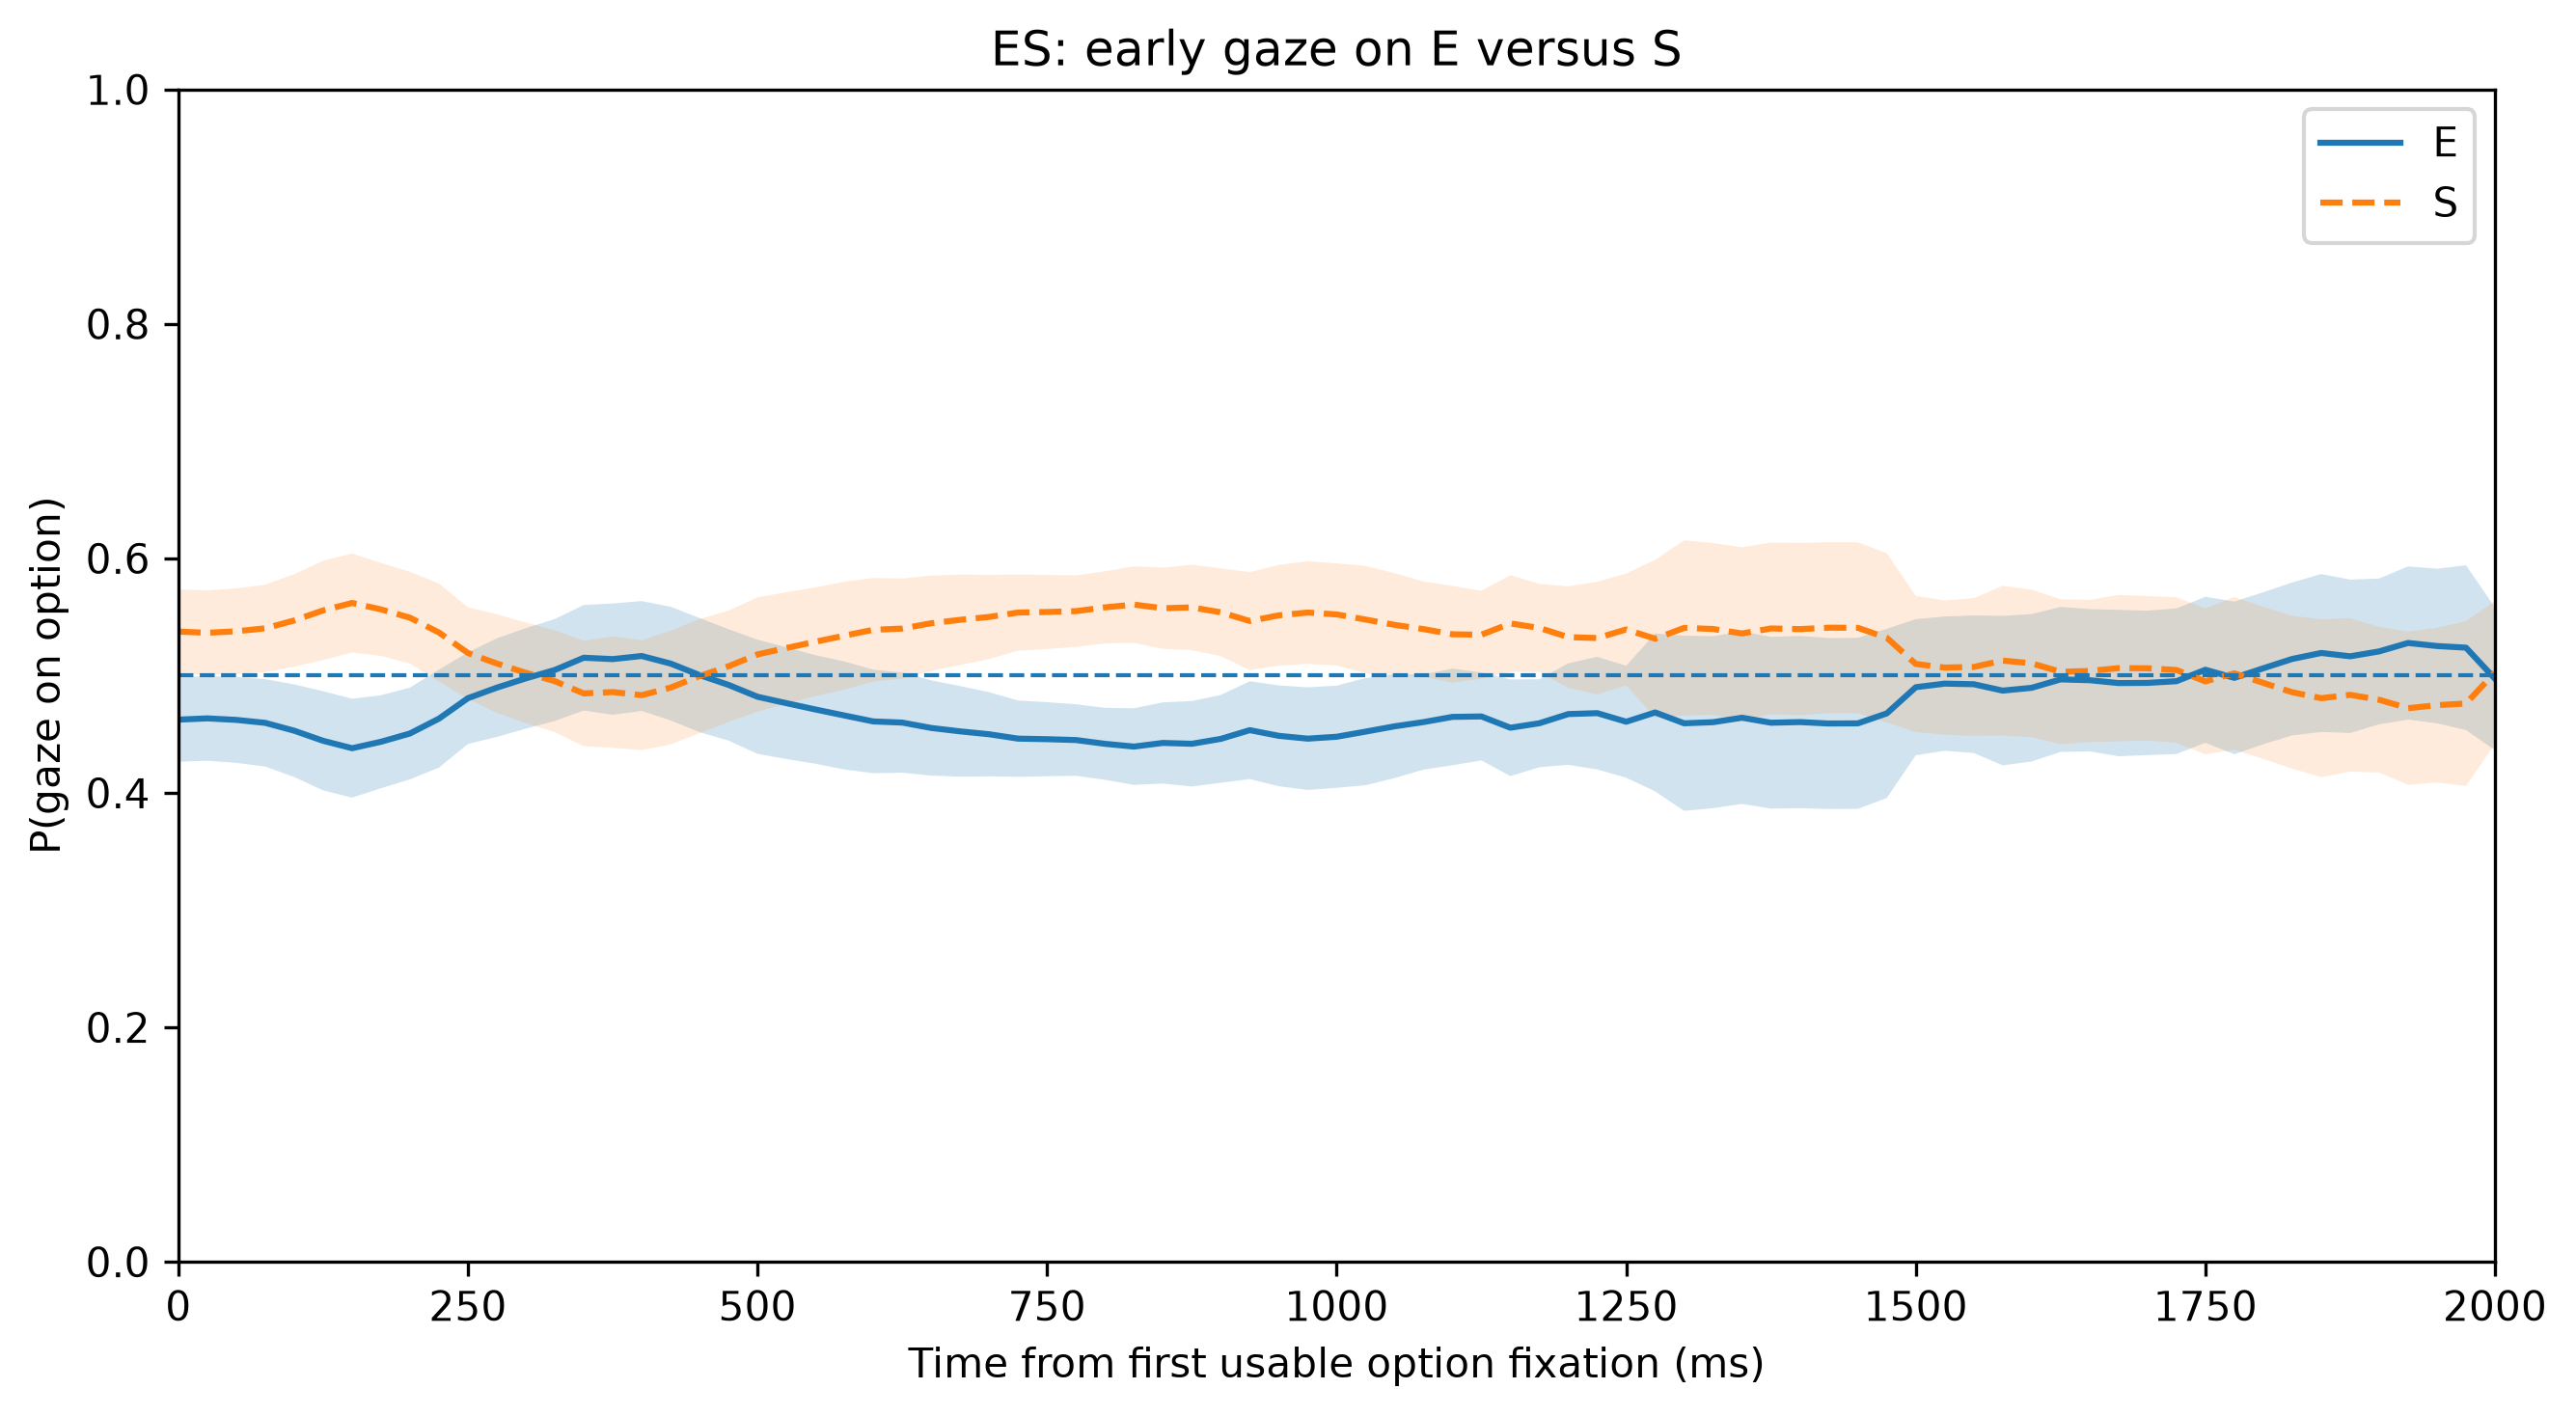 ES: early gaze on E versus S
1.0
0.8
0.6
0.4
0.2
0.0
P(gaze on option)
E
S
0 250 500 750 1000 1250 1500 1750 2000
Time from first usable option fixation (ms)